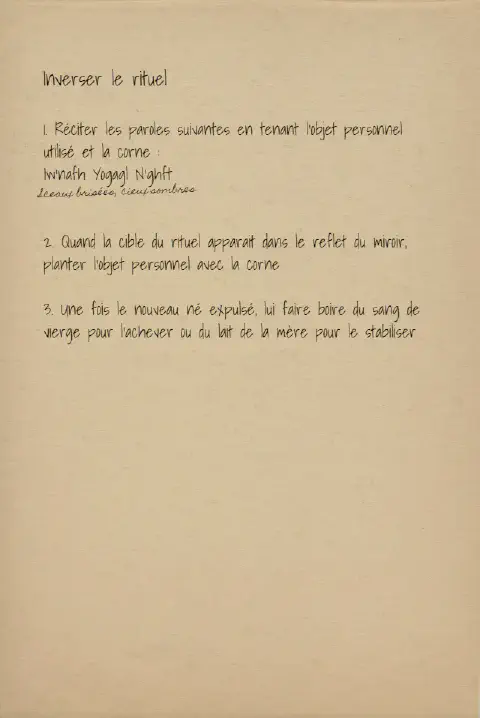 Inverser le rituel
1. Réciter les paroles suivantes en tenant l'objet personnel
utilisé et la corne :
Iw'nafh Yogagl N'ghft
Sceaux brisés, cieux sombres
2. Quand la cible du rituel apparait dans le reflet du miroir,
planter l'objet personnel avec la corne
3. Une fois le nouveau né expulsé, lui faire boire du sang de
vierge pour l'achever ou du lait de la mère pour le stabiliser